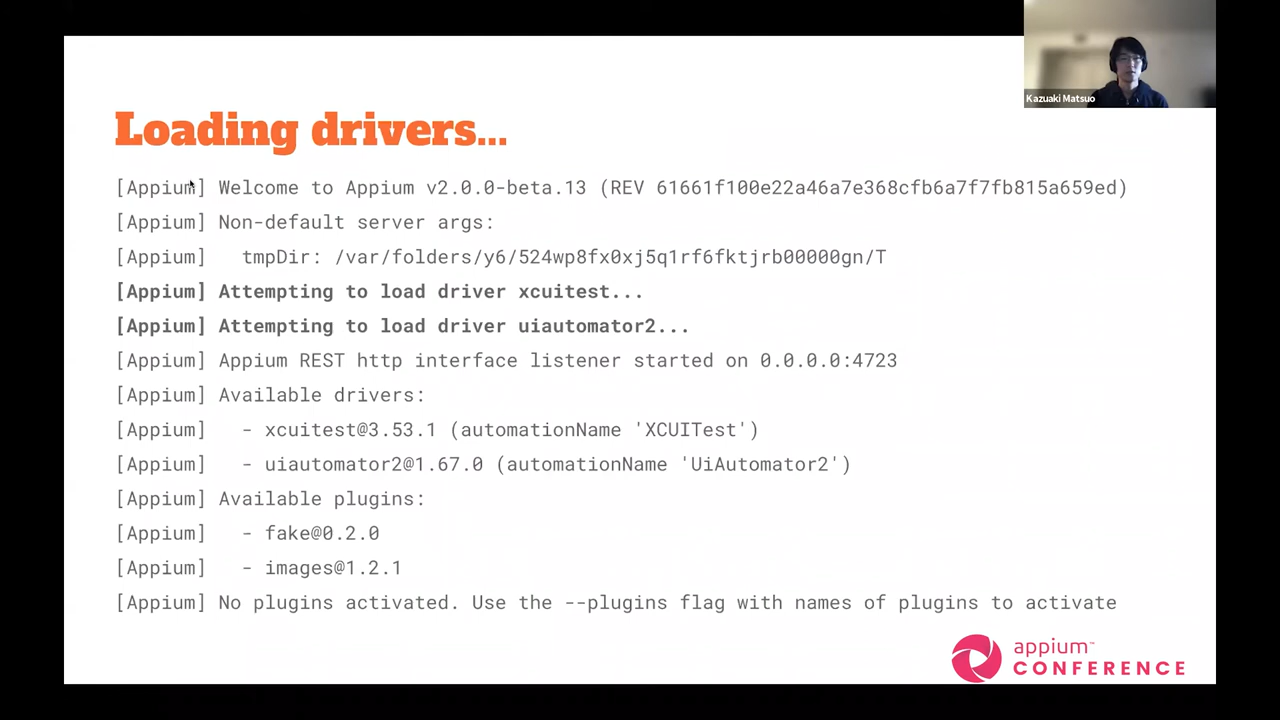 Kazuaki Matsuo
Loading drivers...
[Appium] Welcome to Appium v2.0.0-beta.13 (REV 61661f100e22a46a7e368cfb6a7f7fb815a659ed)
[Appium] Non-default server args:
[Appium]   tmpDir: /var/folders/y6/524wp8fx0xj5q1rf6fktjrb00000gn/T
[Appium] Attempting to load driver xcuitest...
[Appium] Attempting to load driver uiautomator2...
[Appium] Appium REST http interface listener started on 0.0.0.0:4723
[Appium] Available drivers:
[Appium]   - xcuitest@3.53.1 (automationName 'XCUITest')
[Appium]   - uiautomator2@1.67.0 (automationName 'UiAutomator2')
[Appium] Available plugins:
[Appium]   - fake@0.2.0
[Appium]   - images@1.2.1
[Appium] No plugins activated. Use the --plugins flag with names of plugins to activate
appium™
CONFERENCE